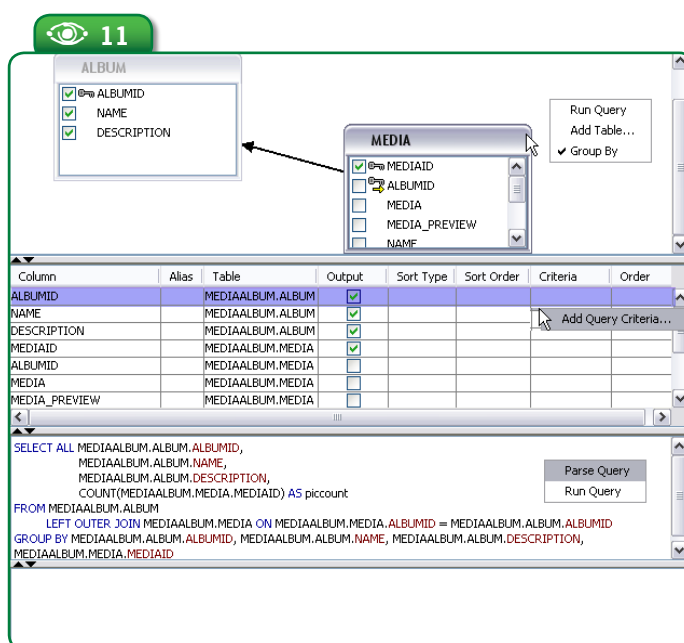 11
ALBUM
ALBUMID
NAME
DESCRIPTION
MEDIA
MEDIAID
ALBUMID
MEDIA
MEDIA_PREVIEW
NAME
Run Query
Add Table...
Group By
Column Alias Table Output Sort Type Sort Order Criteria Order
ALBUMID MEDIAALBUM.ALBUM
NAME MEDIAALBUM.ALBUM
DESCRIPTION MEDIAALBUM.ALBUM
MEDIAID MEDIAALBUM.MEDIA
ALBUMID MEDIAALBUM.MEDIA
MEDIA MEDIAALBUM.MEDIA
MEDIA_PREVIEW MEDIAALBUM.MEDIA
Add Query Criteria...
SELECT ALL MEDIAALBUM.ALBUM.ALBUMID,
MEDIAALBUM.ALBUM.NAME,
MEDIAALBUM.ALBUM.DESCRIPTION,
COUNT(MEDIAALBUM.MEDIA.MEDIAID) AS piccount
FROM MEDIAALBUM.ALBUM
LEFT OUTER JOIN MEDIAALBUM.MEDIA ON MEDIAALBUM.MEDIA.ALBUMID = MEDIAALBUM.ALBUM.ALBUMID
GROUP BY MEDIAALBUM.ALBUM.ALBUMID, MEDIAALBUM.ALBUM.NAME, MEDIAALBUM.ALBUM.DESCRIPTION,
MEDIAALBUM.MEDIA.MEDIAID
Parse Query
Run Query